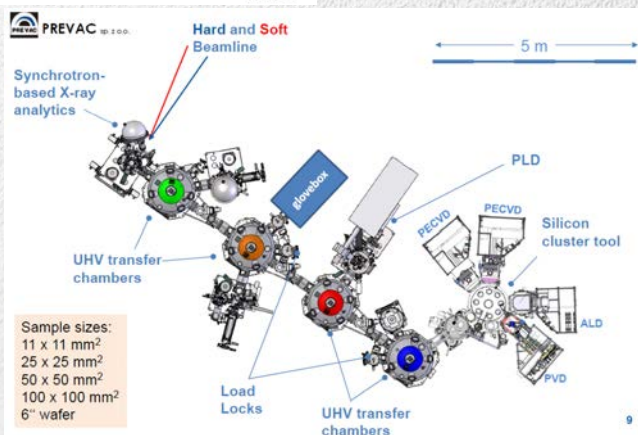 PREVAC sp. z o.o.
Hard and Soft
Beamline
5 m
Synchrotron-
based X-ray
analytics
glovebox
PLD
PECVD
PECVD
Silicon
cluster tool
UHV transfer
chambers
ALD
PVD
Sample sizes:
11 x 11 mm²
25 x 25 mm²
50 x 50 mm²
100 x 100 mm²
6“ wafer
Load
Locks
UHV transfer
chambers
9